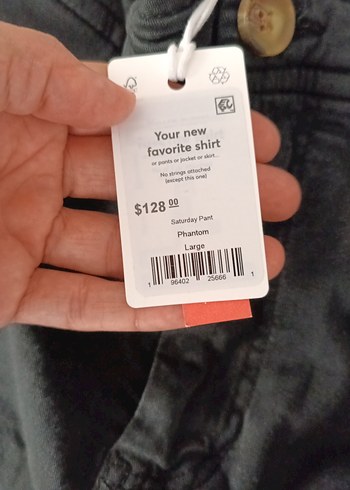 Your new
favorite shirt
or pants or jacket or skirt...
No strings attached
(except this one)
$128 00
Saturday Pant
Phantom
Large
1 96402 25666 1